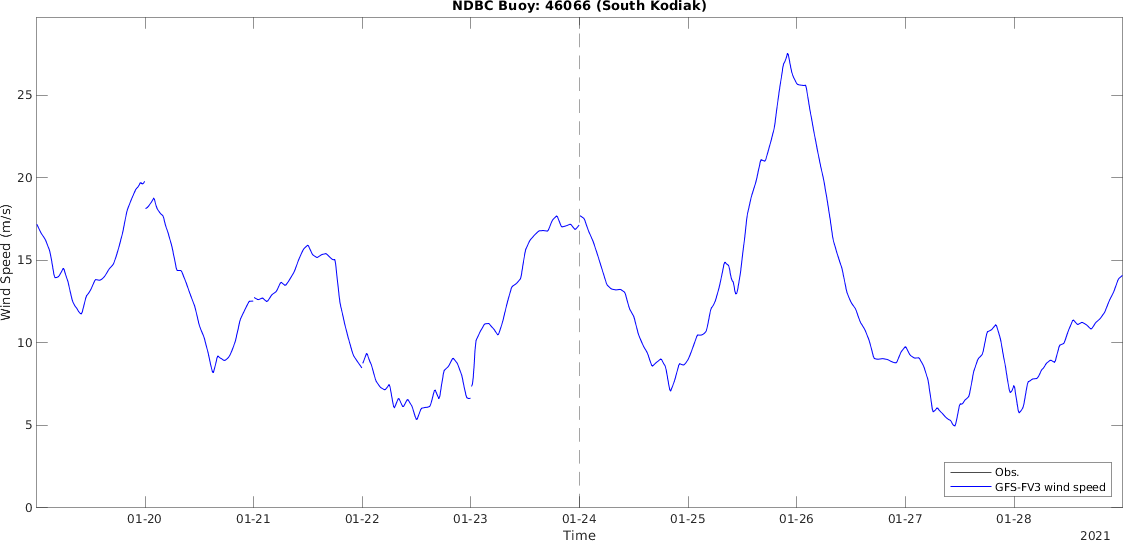 NDBC Buoy: 46066 (South Kodiak)
Wind Speed (m/s)
25
20
15
10
5
0
Obs.
GFS-FV3 wind speed
01-20 01-21 01-22 01-23 01-24 01-25 01-26 01-27 01-28
Time
2021